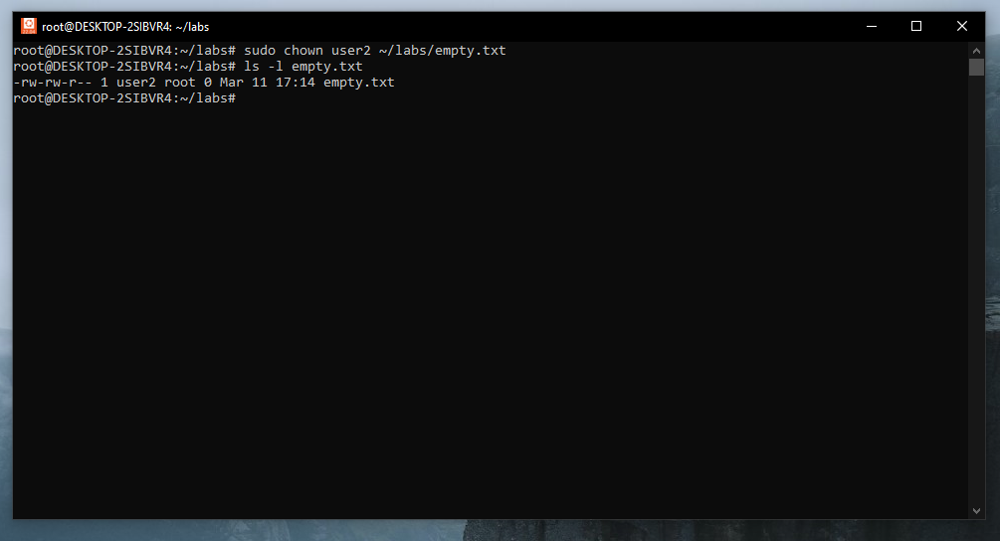 root@DESKTOP-2SIBVR4: ~/labs
root@DESKTOP-2SIBVR4:~/labs# sudo chown user2 ~/labs/empty.txt
root@DESKTOP-2SIBVR4:~/labs# ls -l empty.txt
-rw-rw-r-- 1 user2 root 0 Mar 11 17:14 empty.txt
root@DESKTOP-2SIBVR4:~/labs#